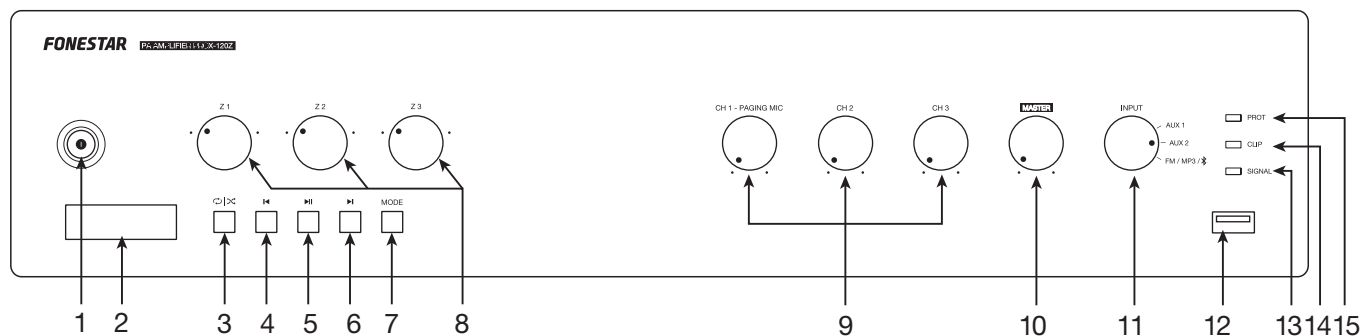 FONESTAR
PA AMPLIFIER
Z 1 Z 2 Z 3 CH 1 - PAGING MIC CH 2 CH 3 MASTER INPUT
AUX 1
AUX 2
FM / MP3 /
PROT
CLIP
SIGNAL
MODE
1 2 3 4 5 6 7 8 9 10 11 12 13 14 15